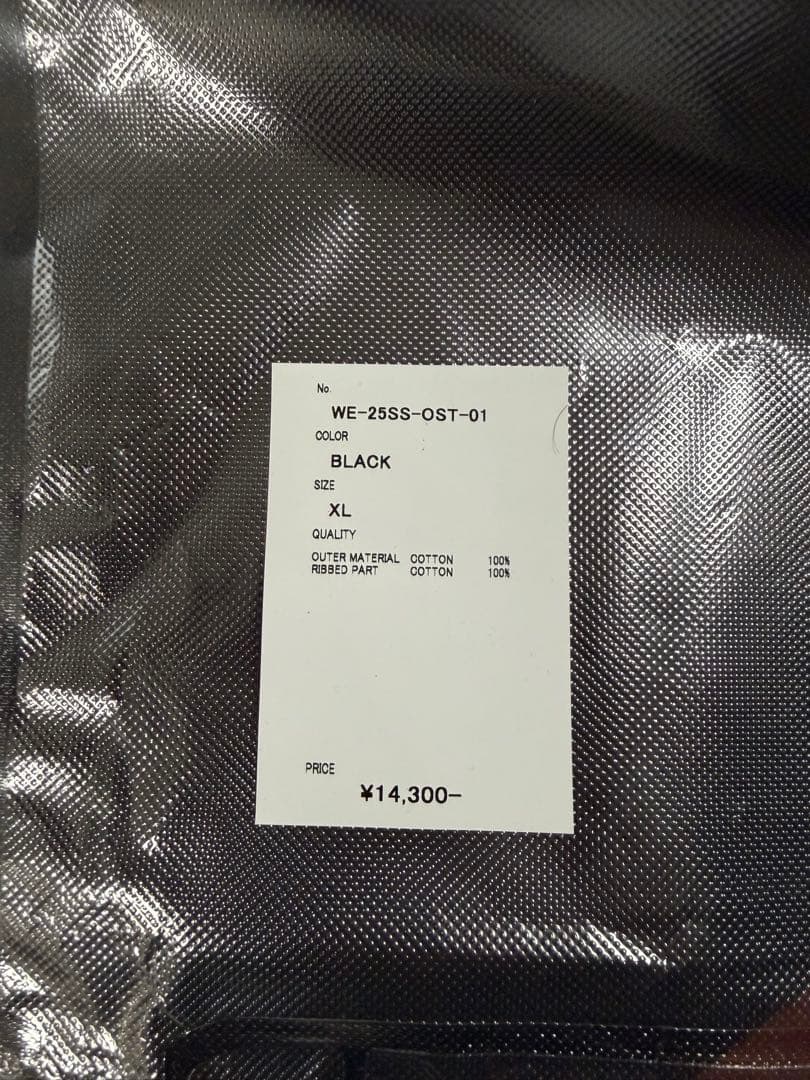 No.
WE-25SS-OST-01
COLOR
BLACK
SIZE
XL
QUALITY
OUTER MATERIAL COTTON 100%
RIBBED PART COTTON 100%
PRICE
¥14,300-